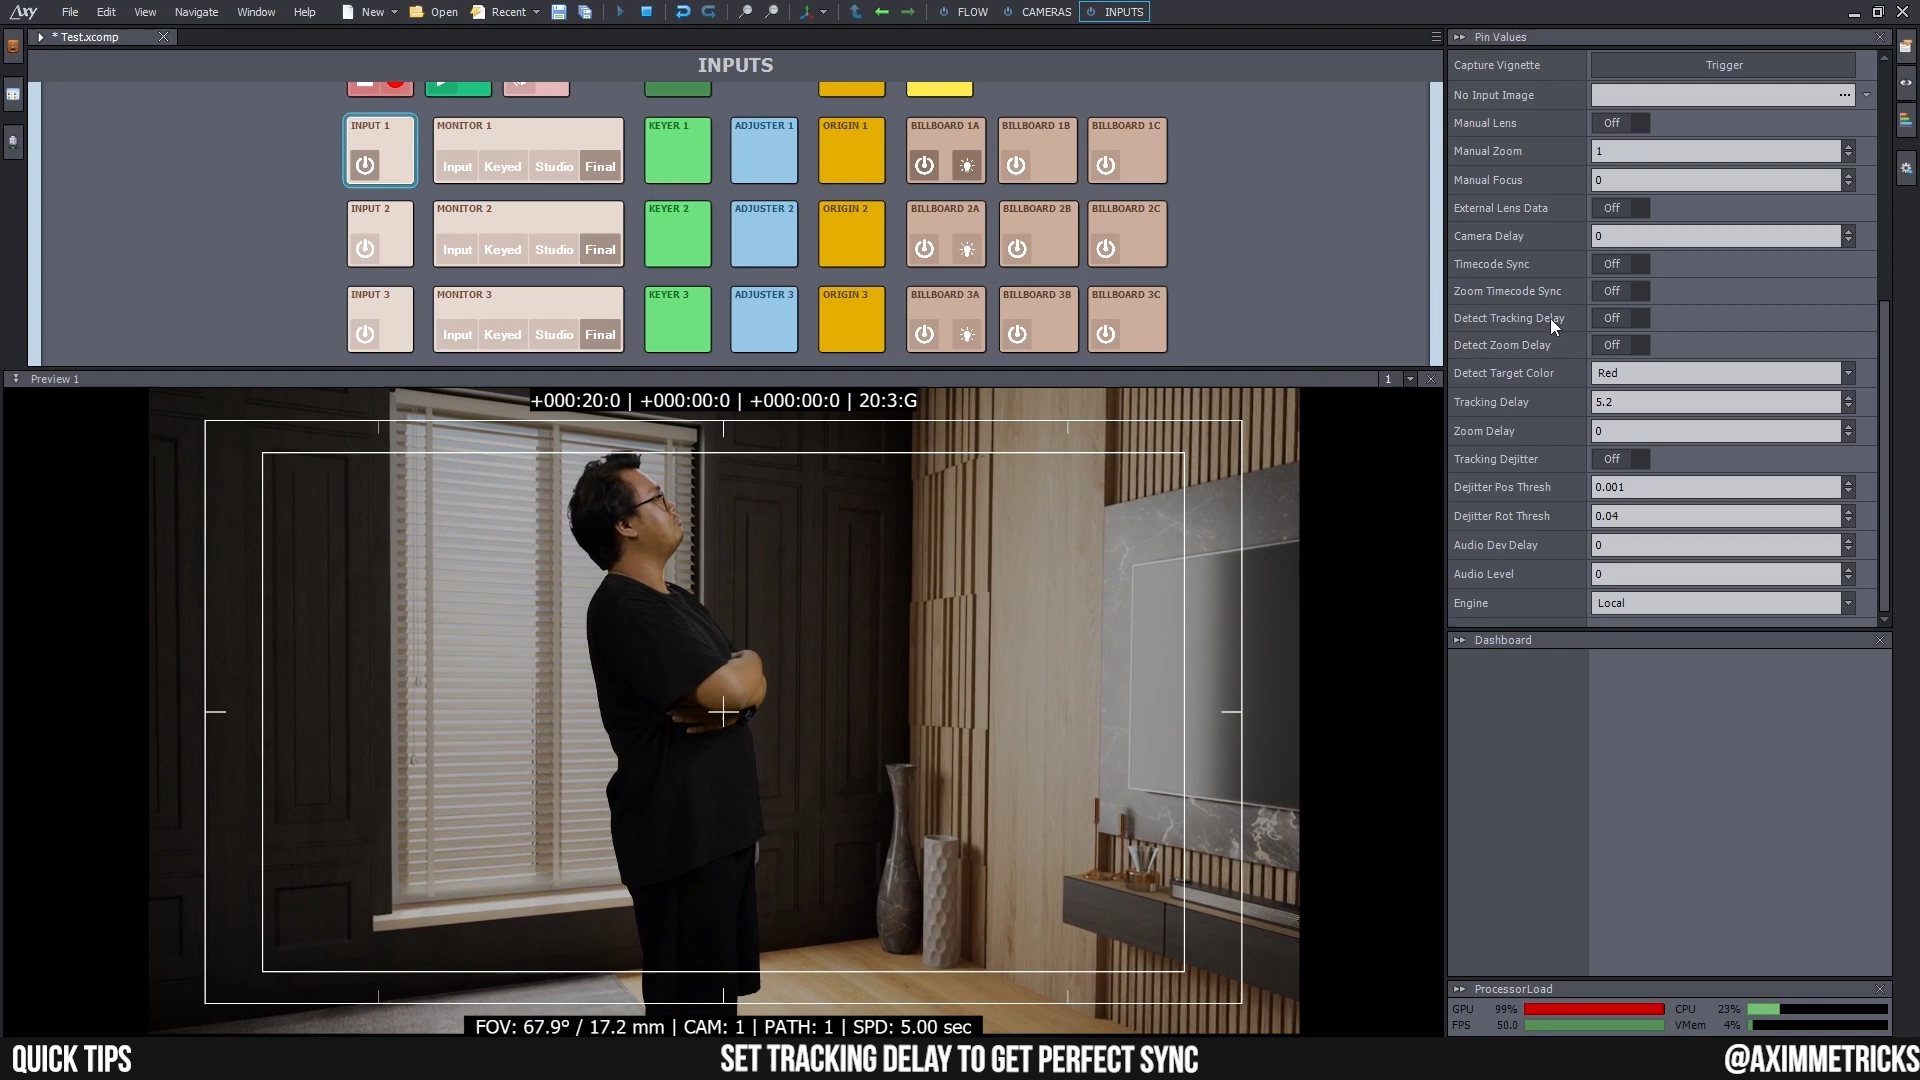 Axy File Edit View Navigate Window Help New Open Recent FLOW CAMERAS INPUTS
* Test.xcomp
INPUTS
INPUT 1 MONITOR 1 KEYER 1 ADJUSTER 1 ORIGIN 1 BILLBOARD 1A BILLBOARD 1B BILLBOARD 1C
Input Keyed Studio Final
INPUT 2 MONITOR 2 KEYER 2 ADJUSTER 2 ORIGIN 2 BILLBOARD 2A BILLBOARD 2B BILLBOARD 2C
Input Keyed Studio Final
INPUT 3 MONITOR 3 KEYER 3 ADJUSTER 3 ORIGIN 3 BILLBOARD 3A BILLBOARD 3B BILLBOARD 3C
Input Keyed Studio Final
Preview 1 1
+000:20:0 | +000:00:0 | +000:00:0 | 20:3:G
FOV: 67.9° / 17.2 mm | CAM: 1 | PATH: 1 | SPD: 5.00 sec
Pin Values
Capture Vignette Trigger
No Input Image ...
Manual Lens Off
Manual Zoom 1
Manual Focus 0
External Lens Data Off
Camera Delay 0
Timecode Sync Off
Zoom Timecode Sync Off
Detect Tracking Delay Off
Detect Zoom Delay Off
Detect Target Color Red
Tracking Delay 5.2
Zoom Delay 0
Tracking Dejitter Off
Dejitter Pos Thresh 0.001
Dejitter Rot Thresh 0.04
Audio Dev Delay 0
Audio Level 0
Engine Local
Dashboard
ProcessorLoad
GPU 99% CPU 23%
FPS 50.0 VMem 4%
QUICK TIPS
SET TRACKING DELAY TO GET PERFECT SYNC
@AXIMMETRICKS